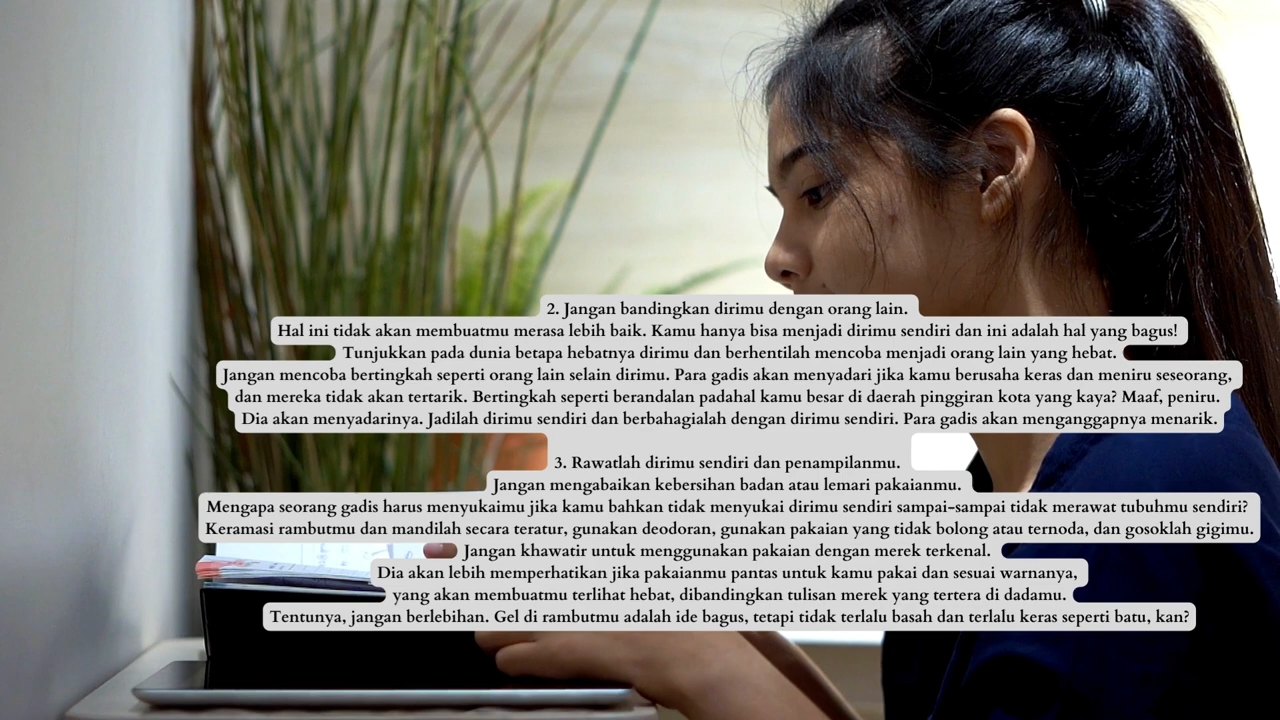 2. Jangan bandingkan dirimu dengan orang lain.
Hal ini tidak akan membuatmu merasa lebih baik. Kamu hanya bisa menjadi dirimu sendiri dan ini adalah hal yang bagus!
Tunjukkan pada dunia betapa hebatnya dirimu dan berhentilah mencoba menjadi orang lain yang hebat.
Jangan mencoba bertingkah seperti orang lain selain dirimu. Para gadis akan menyadari jika kamu berusaha keras dan meniru seseorang,
dan mereka tidak akan tertarik. Bertingkah seperti berandalan padahal kamu besar di daerah pinggiran kota yang kaya? Maaf, peniru.
Dia akan menyadarinya. Jadilah dirimu sendiri dan berbahagialah dengan dirimu sendiri. Para gadis akan menganggapnya menarik.
3. Rawatlah dirimu sendiri dan penampilanmu.
Jangan mengabaikan kebersihan badan atau lemari pakaianmu.
Mengapa seorang gadis harus menyukaimu jika kamu bahkan tidak menyukai dirimu sendiri sampai-sampai tidak merawat tubuhmu sendiri?
Keramasi rambutmu dan mandilah secara teratur, gunakan deodoran, gunakan pakaian yang tidak bolong atau ternoda, dan gosoklah gigimu.
Jangan khawatir untuk menggunakan pakaian dengan merek terkenal.
Dia akan lebih memperhatikan jika pakaianmu pantas untuk kamu pakai dan sesuai warnanya,
yang akan membuatmu terlihat hebat, dibandingkan tulisan merek yang tertera di dadamu.
Tentunya, jangan berlebihan. Gel di rambutmu adalah ide bagus, tetapi tidak terlalu basah dan terlalu keras seperti batu, kan?